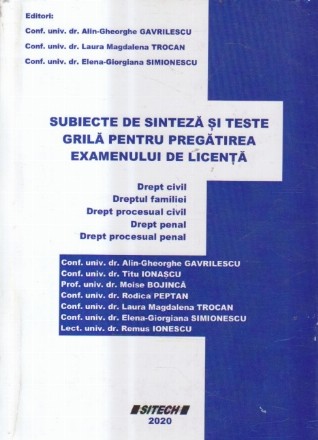 Editori:
Conf. univ. dr. Alin-Gheorghe GAVRILESCU
Conf. univ. dr. Laura Magdalena TROCAN
Conf. univ. dr. Elena-Giorgiana SIMIONESCU
SUBIECTE DE SINTEZĂ ȘI TESTE
GRILĂ PENTRU PREGĂTIREA
EXAMENULUI DE LICENȚĂ
Drept civil
Dreptul familiei
Drept procesual civil
Drept penal
Drept procesual penal
Conf. univ. dr. Alin-Gheorghe GAVRILESCU
Conf. univ. dr. Titu IONAȘCU
Prof. univ. dr. Moise BOJINCĂ
Conf. univ. dr. Rodica PEPTAN
Conf. univ. dr. Laura Magdalena TROCAN
Conf. univ. dr. Elena-Giorgiana SIMIONESCU
Lect. univ. dr. Remus IONESCU
SITECH
2020